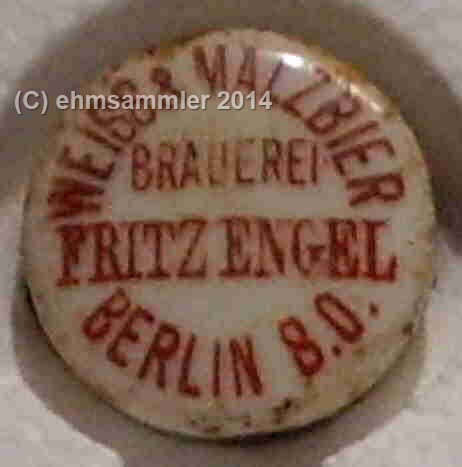 WEISS & MALZBIER
(C) ehmsammler 2014
BRAUEREI
FRITZ ENGEL
BERLIN S.O.